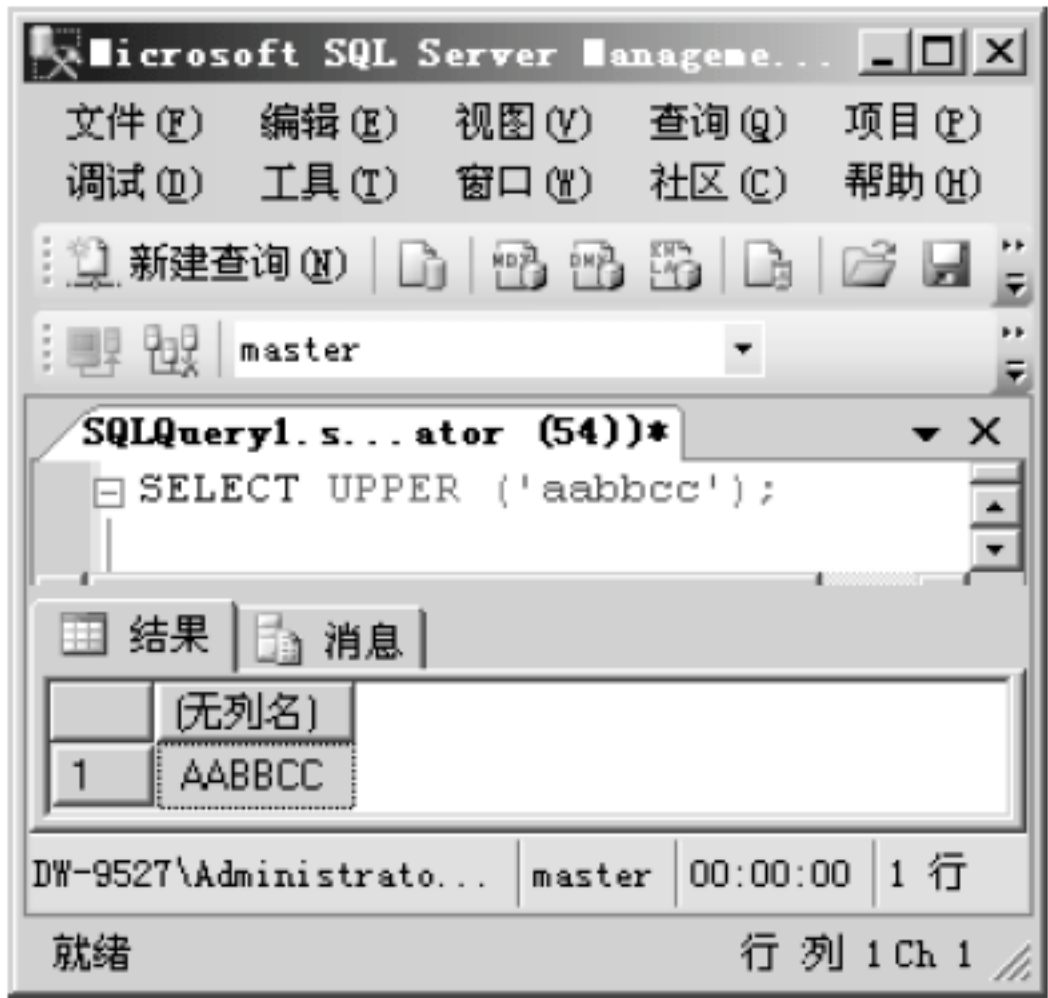 Microsoft SQL Server Manageme...
文件(F) 编辑(E) 视图(V) 查询(Q) 项目(P)
调试(D) 工具(T) 窗口(W) 社区(C) 帮助(H)
新建查询(N) MDX DMX XMLA
master
SQLQuery1.s...ator (54))*
SELECT UPPER ('aabbcc');
结果 消息
(无列名)
1 AABBCC
DW-9527\Administrato... master 00:00:00 1 行
就绪 行 列 1 Ch 1